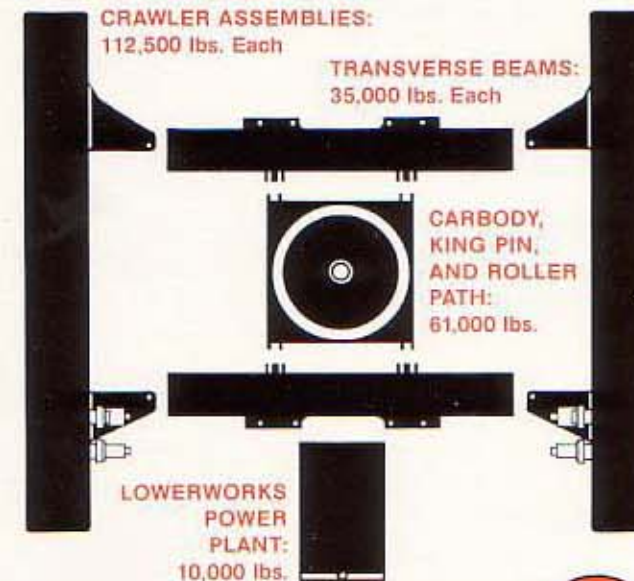 CRAWLER ASSEMBLIES:
112,500 lbs. Each
TRANSVERSE BEAMS:
35,000 lbs. Each
CARBODY,
KING PIN,
AND ROLLER
PATH:
61,000 lbs.
LOWERWORKS
POWER
PLANT:
10,000 lbs.